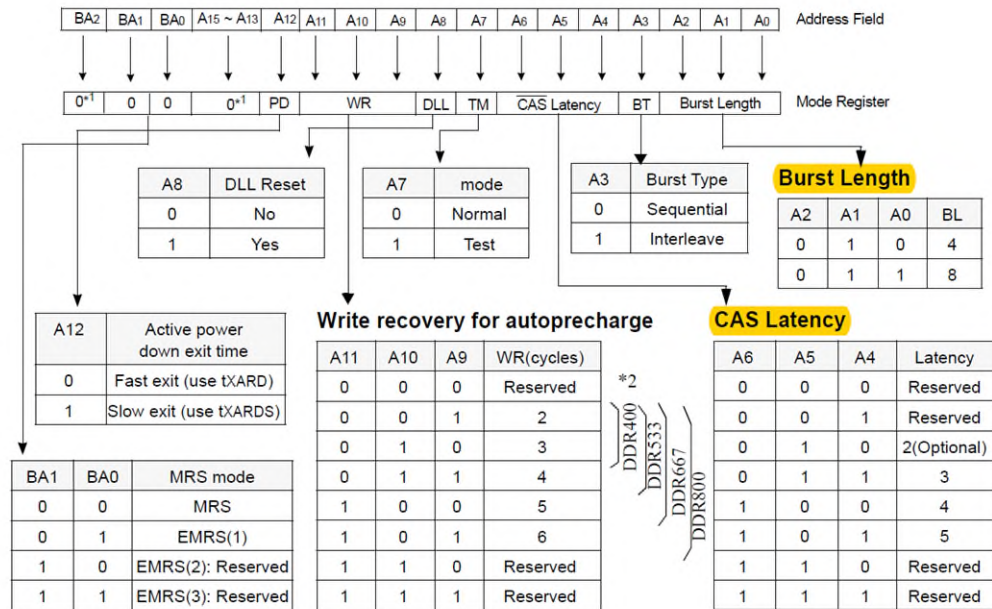 BA2 BA1 BA0 A15 ~ A13 A12 A11 A10 A9 A8 A7 A6 A5 A4 A3 A2 A1 A0 Address Field
0*1 0 0 0*1 PD WR DLL TM CAS Latency BT Burst Length Mode Register
A8 DLL Reset
0 No
1 Yes
A7 mode
0 Normal
1 Test
A3 Burst Type
0 Sequential
1 Interleave
Burst Length
A2 A1 A0 BL
0 1 0 4
0 1 1 8
A12 Active power
down exit time
0 Fast exit (use tXARD)
1 Slow exit (use tXARDS)
BA1 BA0 MRS mode
0 0 MRS
0 1 EMRS(1)
1 0 EMRS(2): Reserved
1 1 EMRS(3): Reserved
Write recovery for autoprecharge
A11 A10 A9 WR(cycles)
0 0 0 Reserved
0 0 1 2
0 1 0 3
0 1 1 4
1 0 0 5
1 0 1 6
1 1 0 Reserved
1 1 1 Reserved
*2
DDR400
DDR533
DDR667
DDR800
CAS Latency
A6 A5 A4 Latency
0 0 0 Reserved
0 0 1 Reserved
0 1 0 2(Optional)
0 1 1 3
1 0 0 4
1 0 1 5
1 1 0 Reserved
1 1 1 Reserved